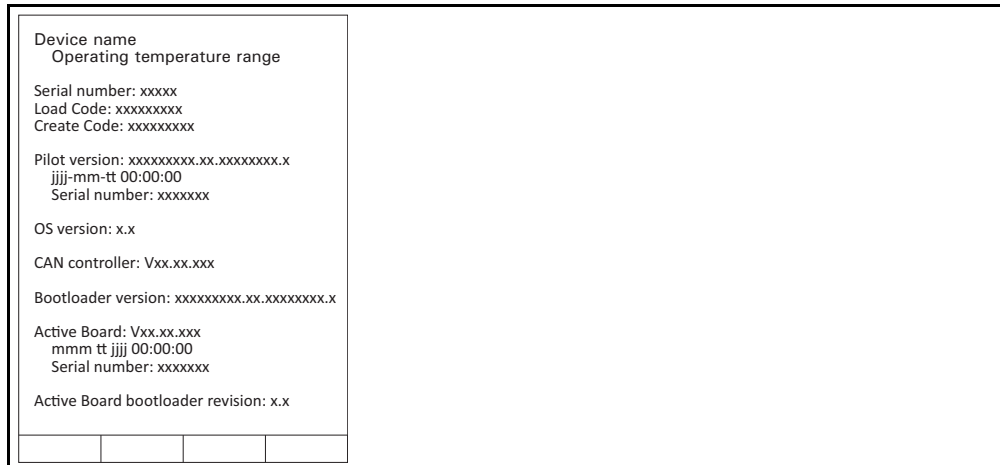 Device name
Operating temperature range
Serial number: xxxxx
Load Code: xxxxxxxxx
Create Code: xxxxxxxxx
Pilot version: xxxxxxxxx.xx.xxxxxxxx.x
jjjj-mm-tt 00:00:00
Serial number: xxxxxxx
OS version: x.x
CAN controller: Vxx.xx.xxx
Bootloader version: xxxxxxxxx.xx.xxxxxxxx.x
Active Board: Vxx.xx.xxx
mmm tt jjjj 00:00:00
Serial number: xxxxxxx
Active Board bootloader revision: x.x